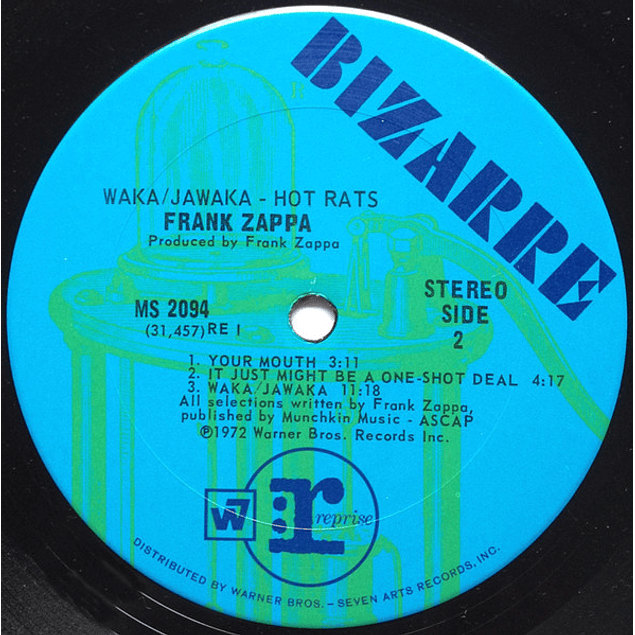 BIZARRE
R
WAKA/JAWAKA - HOT RATS
FRANK ZAPPA
Produced by Frank Zappa
MS 2094
(31,457) RE 1
STEREO
SIDE
2
1. YOUR MOUTH 3:11
2. IT JUST MIGHT BE A ONE-SHOT DEAL 4:17
3. WAKA/JAWAKA 11:18
All selections written by Frank Zappa,
published by Munchkin Music - ASCAP
℗1972 Warner Bros. Records Inc.
W7
:r reprise
DISTRIBUTED BY WARNER BROS. – SEVEN ARTS RECORDS, INC.